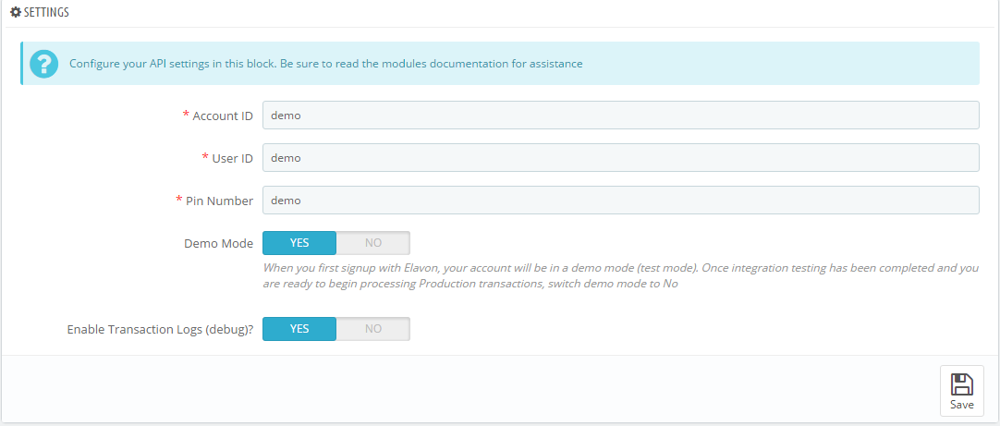 SETTINGS
Configure your API settings in this block. Be sure to read the modules documentation for assistance
* Account ID demo
* User ID demo
* Pin Number demo
Demo Mode YES NO
When you first signup with Elavon, your account will be in a demo mode (test mode). Once integration testing has been completed and you
are ready to begin processing Production transactions, switch demo mode to No
Enable Transaction Logs (debug)? YES NO
Save